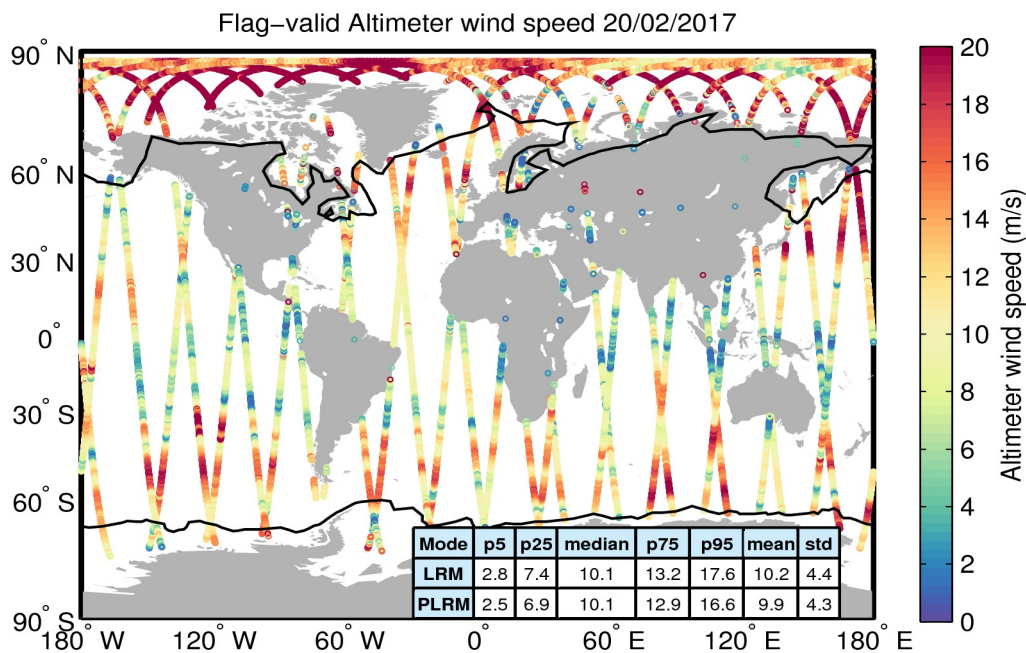 Flag−valid Altimeter wind speed 20/02/2017
90° N
60° N
30° N
0°
30° S
60° S
90° S
180° W
120° W
60° W
0°
60° E
120° E
180° E
Mode p5 p25 median p75 p95 mean std
LRM 2.8 7.4 10.1 13.2 17.6 10.2 4.4
PLRM 2.5 6.9 10.1 12.9 16.6 9.9 4.3
20
18
16
14
12
10
8
6
4
2
0
Altimeter wind speed (m/s)